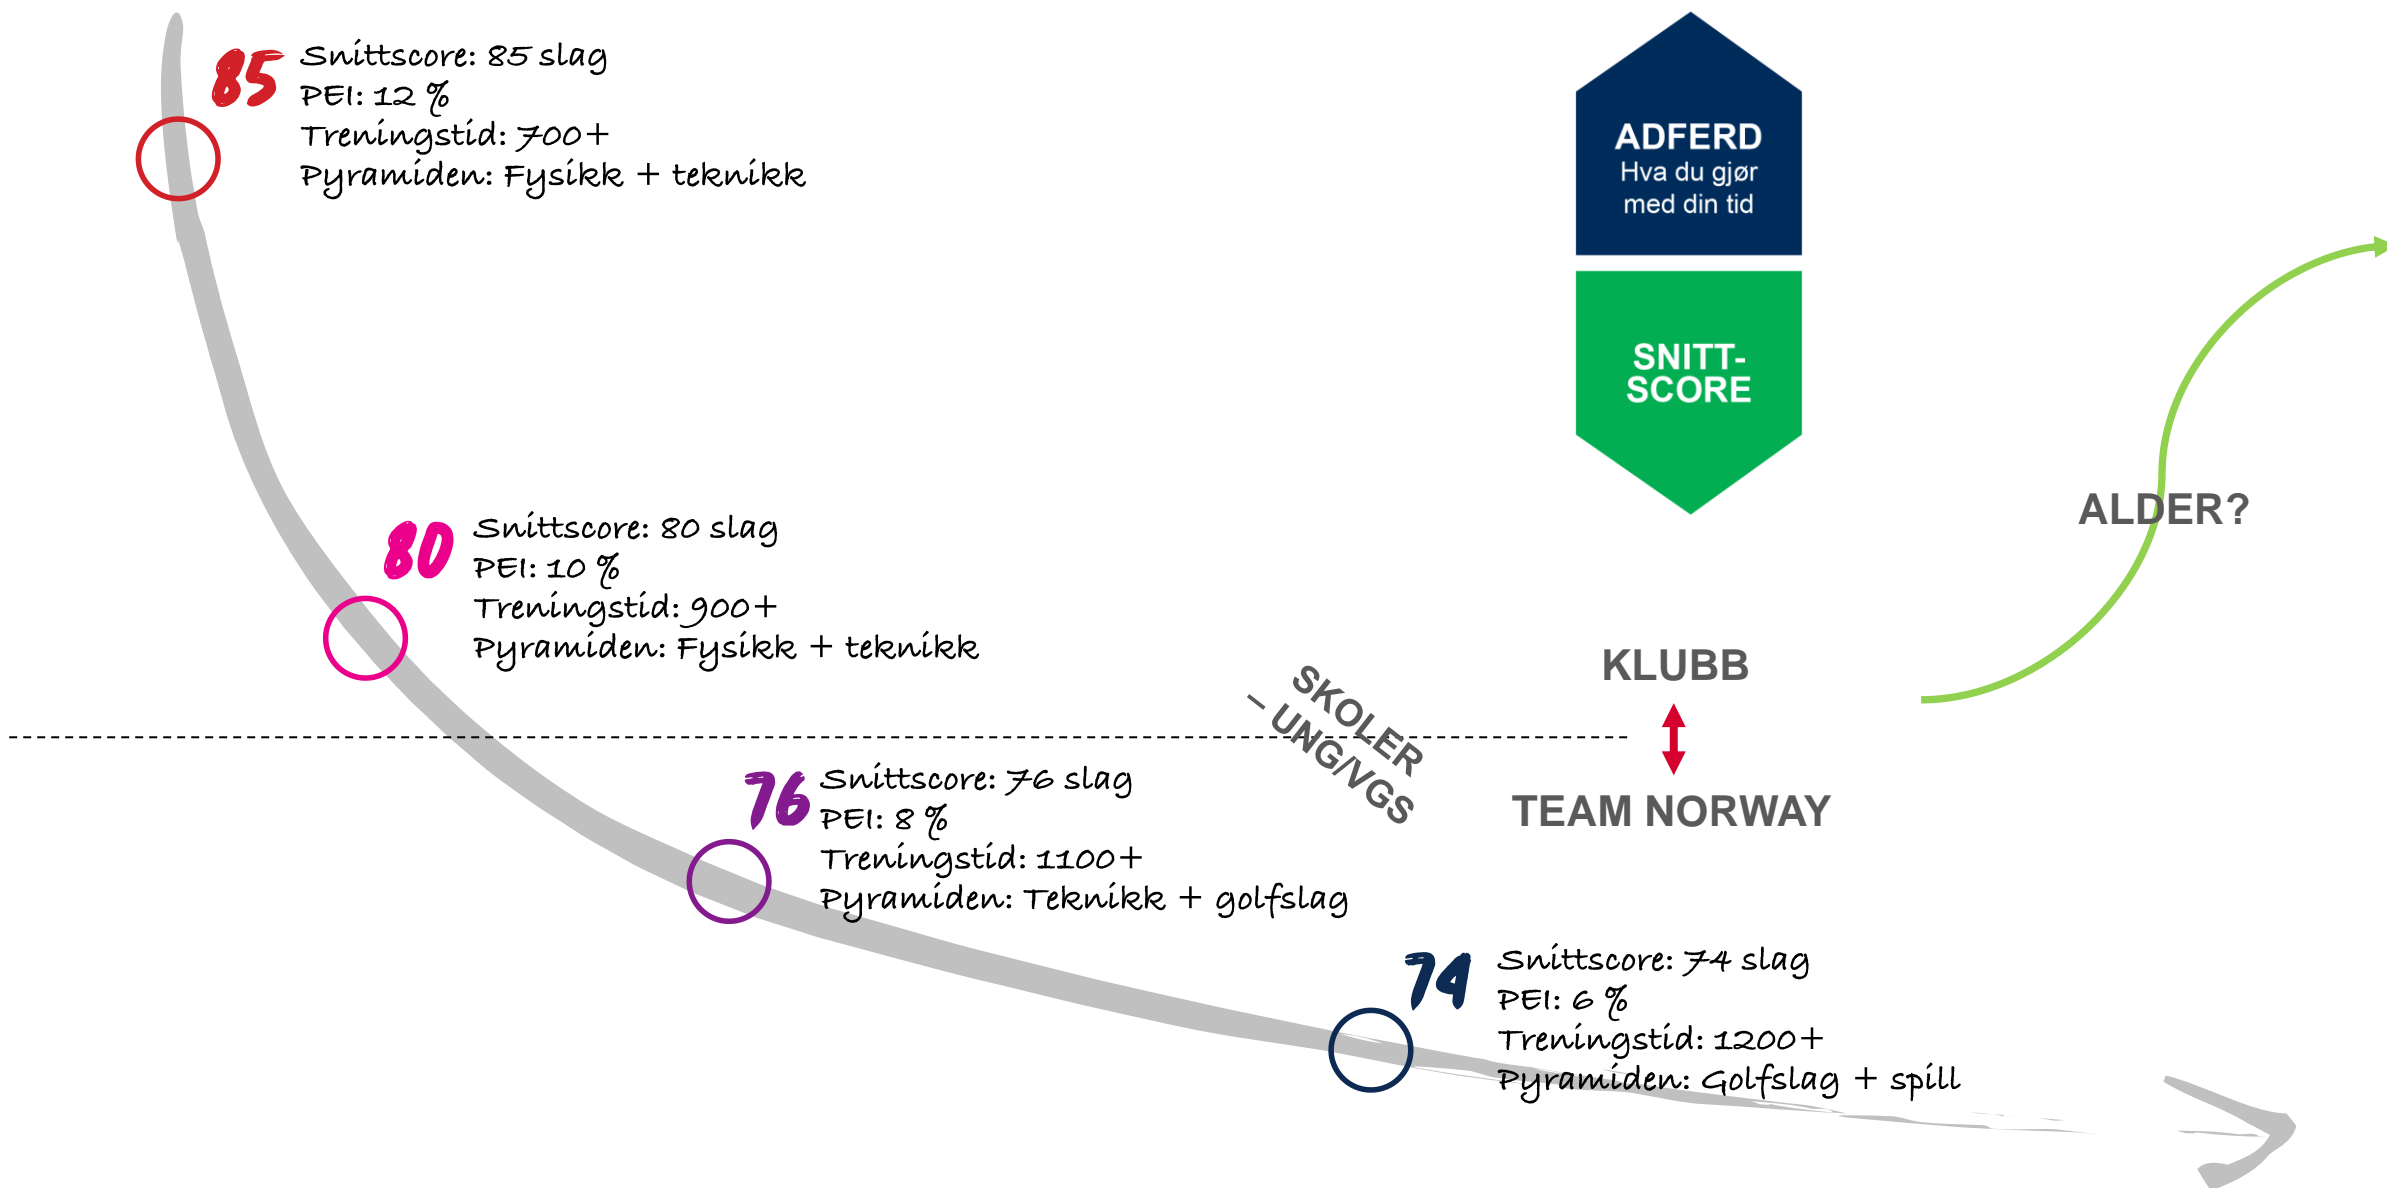 85
Snittscore: 85 slag
PEI: 12 %
Treningstid: 700+
Pyramiden: Fysikk + teknikk
ADFERD
Hva du gjør
med din tid
SNITT-
SCORE
ALDER?
80
Snittscore: 80 slag
PEI: 10 %
Treningstid: 900+
Pyramiden: Fysikk + teknikk
SKOLER
– UNG/VGS
KLUBB
TEAM NORWAY
76
Snittscore: 76 slag
PEI: 8 %
Treningstid: 1100+
Pyramiden: Teknikk + golfslag
74
Snittscore: 74 slag
PEI: 6 %
Treningstid: 1200+
Pyramiden: Golfslag + spill